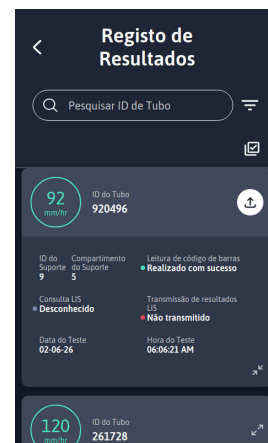 Registo de
Resultados
Pesquisar ID de Tubo
92
mm/hr
ID do Tubo
920496
ID do
Suporte
9
Compartimento
do Suporte
5
Leitura de código de barras
Realizado com sucesso
Consulta LIS
Desconhecido
Transmissão de resultados
LIS
Não transmitido
Data do Teste
02-06-26
Hora do Teste
06:06:21 AM
120
mm/hr
ID do Tubo
261728